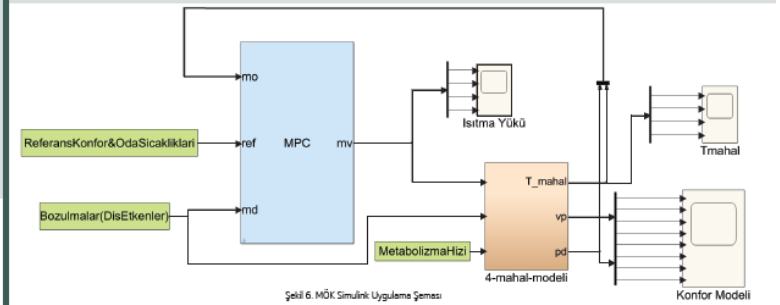 mo
ReferansKonfor&OdaSicakliklari
ref
MPC
mv
Isıtma Yükü
Tmahal
Bozulmalar(DisEtkenler)
md
T_mahal
vp
MetabolizmaHizi
pd
4-mahal-modeli
Konfor Modeli
Şekil 6. MÖK Simulink Uygulama Şeması